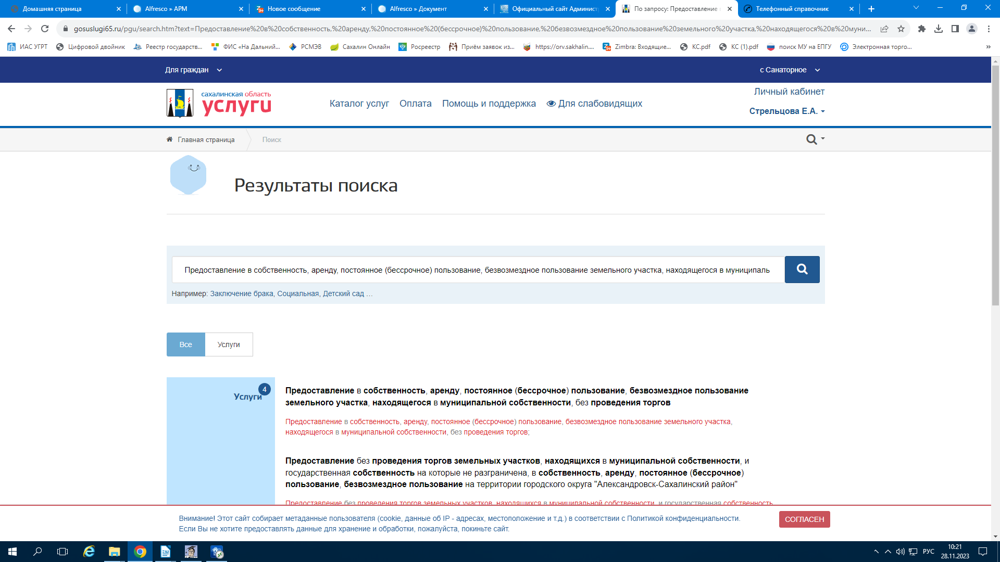 Домашняя страница
Alfresco » АРМ
Новое сообщение
Alfresco » Документ
Официальный сайт Админист
По запросу: Предоставление
Телефонный справочник
gosuslugi65.ru/pgu/search.htm?text=Предоставление%20в%20собственность,%20аренду,%20постоянное%20(бессрочное)%20пользование,%20безвозмездное%20пользование%20земельного%20участка,%20находящегося%20в%20муни...
ИАС УГРТ
Цифровой двойник
Реестр государств...
ФИС «На Дальний...
РСМЭВ
Сахалин Онлайн
Росреестр
Приём заявок из...
https://orv.sakhalin....
Zimbra: Входящие...
КС.pdf
КС (1).pdf
поиск МУ на ЕПГУ
Электронная торго...
»
Для граждан
с Санаторное
сахалинская область
услуги
Каталог услуг
Оплата
Помощь и поддержка
Для слабовидящих
Личный кабинет
Стрельцова Е.А.
Главная страница
Поиск
Результаты поиска
Предоставление в собственность, аренду, постоянное (бессрочное) пользование, безвозмездное пользование земельного участка, находящегося в муниципаль
Например: Заключение брака, Социальная, Детский сад ...
Все
Услуги
Услуги
4
Предоставление в собственность, аренду, постоянное (бессрочное) пользование, безвозмездное пользование
земельного участка, находящегося в муниципальной собственности, без проведения торгов
Предоставление в собственность, аренду, постоянное (бессрочное) пользование, безвозмездное пользование земельного участка,
находящегося в муниципальной собственности, без проведения торгов;
Предоставление без проведения торгов земельных участков, находящихся в муниципальной собственности, и
государственная собственность на которые не разграничена, в собственность, аренду, постоянное (бессрочное)
пользование, безвозмездное пользование на территории городского округа "Александровск-Сахалинский район"
Предоставление без проведения торгов земельных участков, находящихся в муниципальной собственности, и государственная собственность
Внимание! Этот сайт собирает метаданные пользователя (cookie, данные об IP - адресах, местоположение и т.д.) в соответствии с Политикой конфиденциальности.
Если Вы не хотите предоставлять данные для хранение и обработки, пожалуйста, покиньте сайт.
СОГЛАСЕН
РУС
10:21
28.11.2023